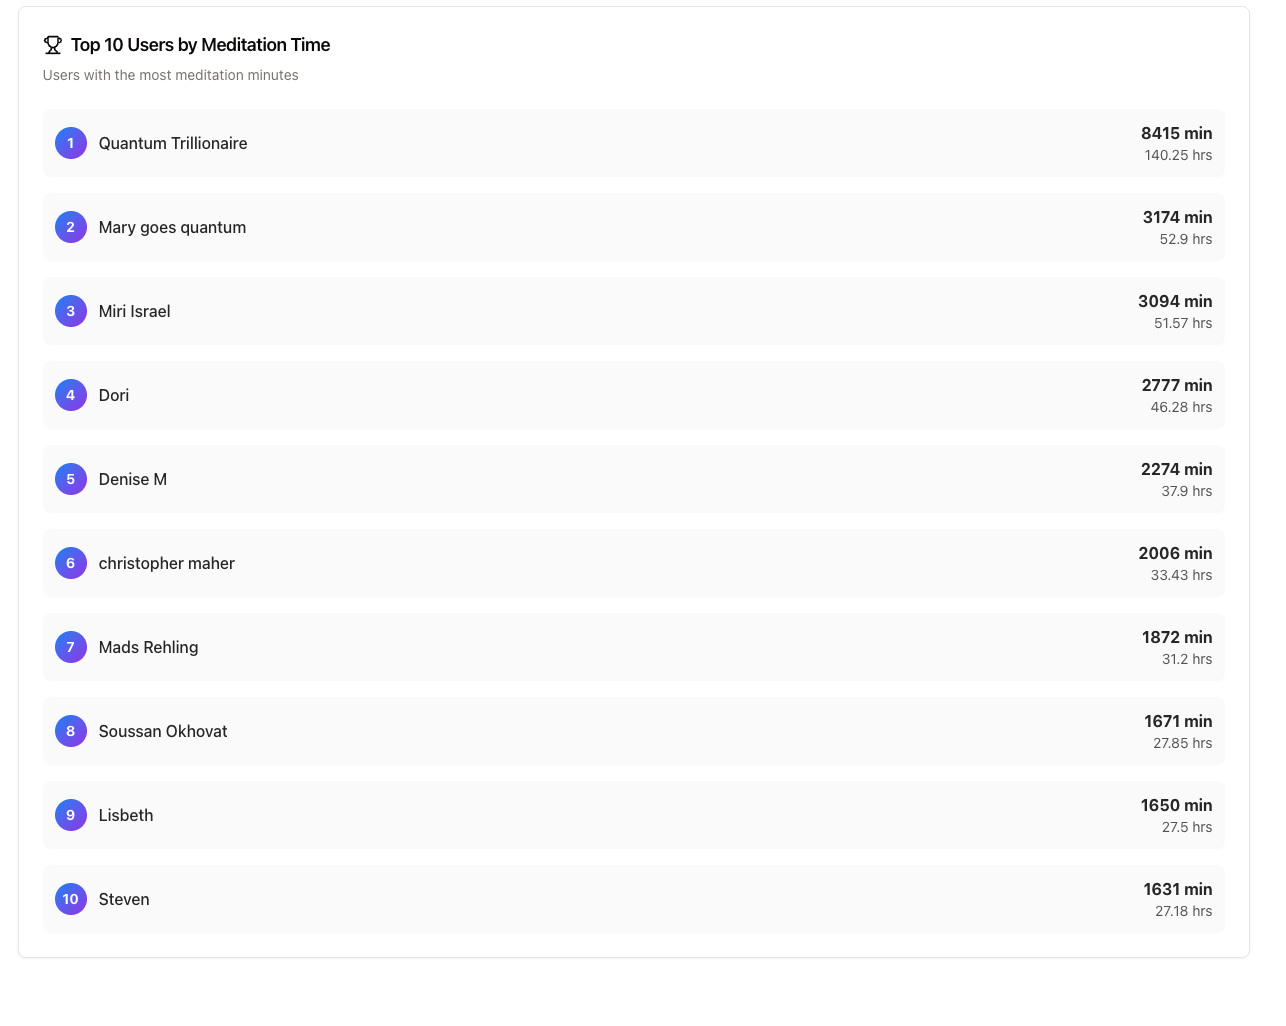 Top 10 Users by Meditation Time
Users with the most meditation minutes
1 Quantum Trillionaire 8415 min
140.25 hrs
2 Mary goes quantum 3174 min
52.9 hrs
3 Miri Israel 3094 min
51.57 hrs
4 Dori 2777 min
46.28 hrs
5 Denise M 2274 min
37.9 hrs
6 christopher maher 2006 min
33.43 hrs
7 Mads Rehling 1872 min
31.2 hrs
8 Soussan Okhovat 1671 min
27.85 hrs
9 Lisbeth 1650 min
27.5 hrs
10 Steven 1631 min
27.18 hrs